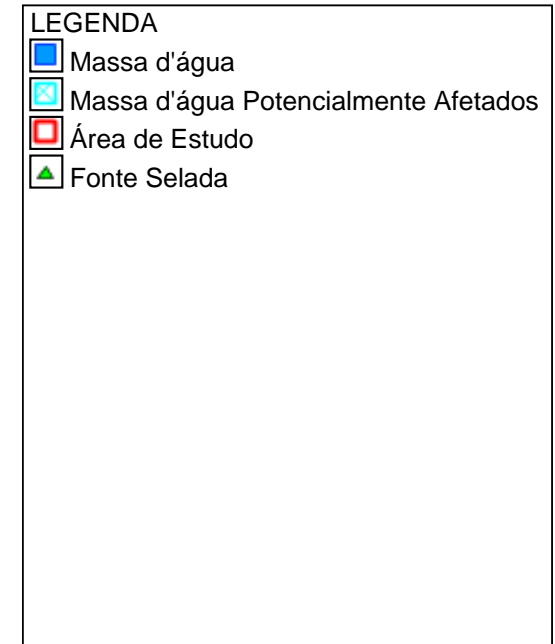 LEGENDA
Massa d'água
Massa d'água Potencialmente Afetados
Área de Estudo
Fonte Selada